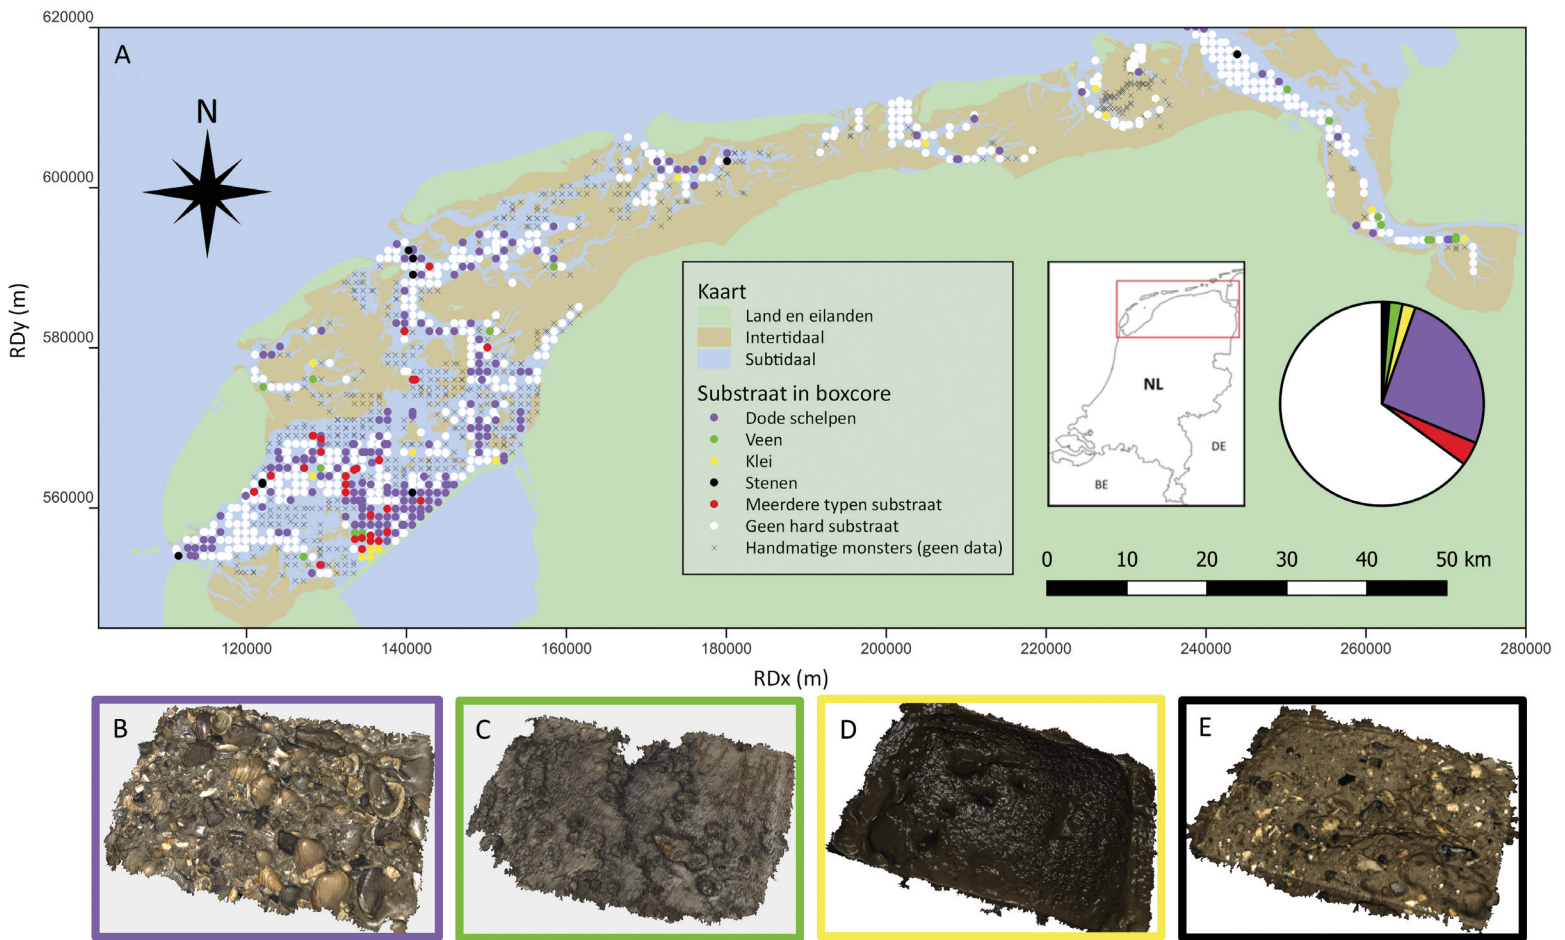 620000
600000
580000
560000
RDy (m)
A
N
Kaart
Land en eilanden
Intertidaal
Subtidaal
Substraat in boxcore
Dode schelpen
Veen
Klei
Stenen
Meerdere typen substraat
Geen hard substraat
Handmatige monsters (geen data)
NL
DE
BE
0 10 20 30 40 50 km
120000 140000 160000 180000 200000 220000 240000 260000 280000
RDx (m)
B
C
D
E